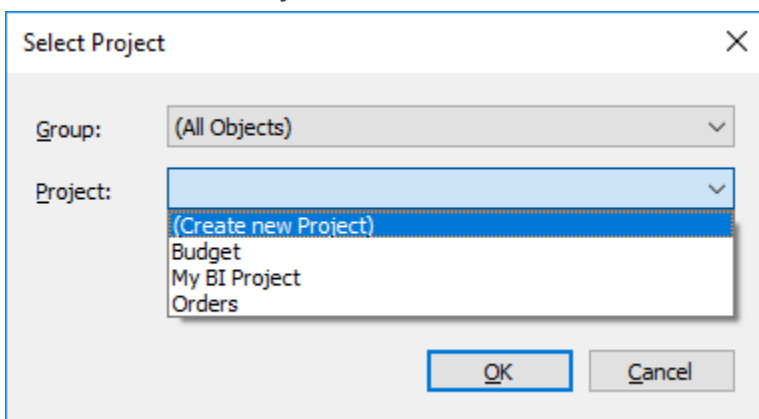 Select Project
Group: (All Objects)
Project:
(Create new Project)
Budget
My BI Project
Orders
OK Cancel